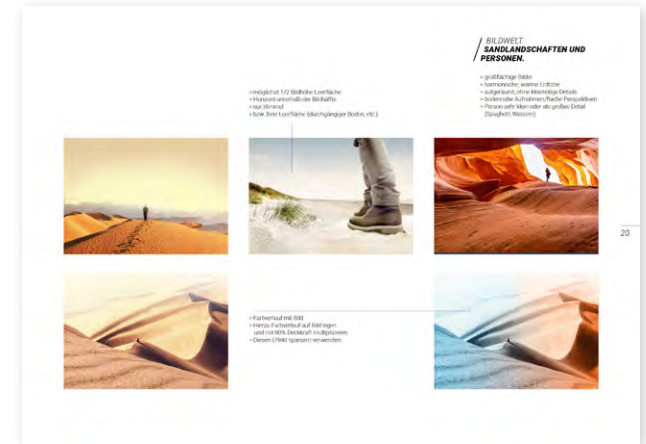 BILDWELT.
SANDLANDSCHAFTEN UND
PERSONEN.
> großflächige Bilder
> harmonische, warme Erdtöne
> aufgeräumt, ohne kleinteilige Details
> bodennahe Aufnahmen/flache Perspektiven
> Person sehr klein oder als großes Detail
(Spaghetti Western)
> möglichst 1/2 Bildhöhe Leerfläche
> Horizont unterhalb der Bildhälfte
> nur Himmel
> bzw. freie Leerfläche (durchgängiger Boden, etc.)
20
> Farbverlauf mit Bild
> Hierzu Farbverlauf auf Bild legen
und mit 80% Deckkraft multiplizieren
> Diesen Effekt sparsam verwenden